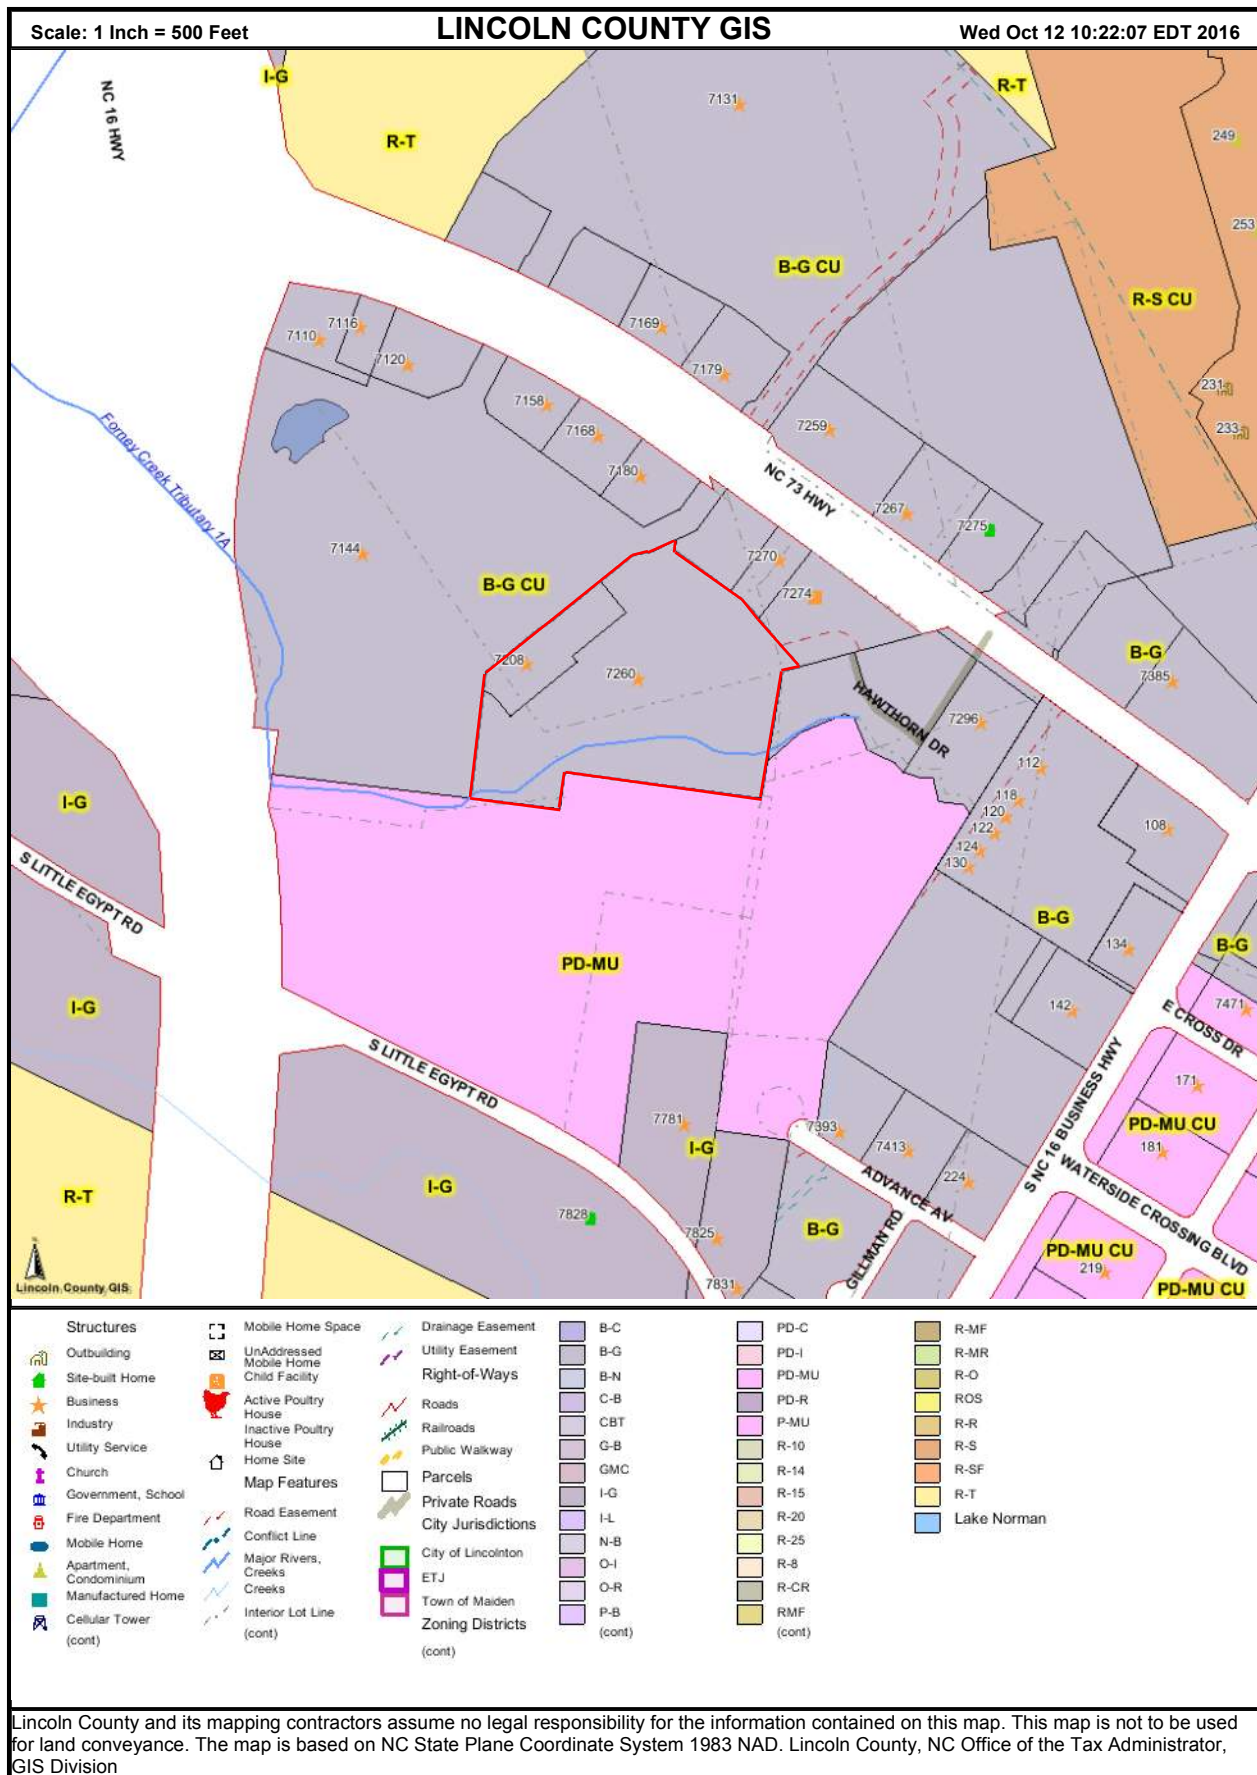 Scale: 1 Inch = 500 Feet
LINCOLN COUNTY GIS
Wed Oct 12 10:22:07 EDT 2016
I-G
NC 16 HWY
R-T
7131
R-T
249
253
B-G CU
R-S CU
7110
7116
7120
7169
7179
7158
7168
7180
7259
231
233
Forney Creek Tributary 1A
NC 73 HWY
7267
7275
7144
B-G CU
7270
7274
B-G
7385
7208
7260
HAWTHORN DR
7296
112
118
120
122
124
130
108
I-G
S LITTLE EGYPT RD
B-G
134
B-G
PD-MU
142
7471
E CROSS DR
I-G
S LITTLE EGYPT RD
171
PD-MU CU
181
7781
I-G
7393
7413
224
ADVANCE AV
S NC 16 BUSINESS HWY
WATERSIDE CROSSING BLVD
R-T
I-G
7828
7825
7831
B-G
GILLMAN RD
PD-MU CU
219
PD-MU CU
Lincoln County GIS
Structures
Outbuilding
Site-built Home
Business
Industry
Utility Service
Church
Government, School
Fire Department
Mobile Home
Apartment,
Condominium
Manufactured Home
Cellular Tower
(cont)
Mobile Home Space
UnAddressed
Mobile Home
Child Facility
Active Poultry
House
Inactive Poultry
House
Home Site
Map Features
Road Easement
Conflict Line
Major Rivers,
Creeks
Creeks
Interior Lot Line
(cont)
Drainage Easement
Utility Easement
Right-of-Ways
Roads
Railroads
Public Walkway
Parcels
Private Roads
City Jurisdictions
City of Lincolnton
ETJ
Town of Maiden
Zoning Districts
(cont)
B-C
B-G
B-N
C-B
CBT
G-B
GMC
I-G
I-L
N-B
O-I
O-R
P-B
(cont)
PD-C
PD-I
PD-MU
PD-R
P-MU
R-10
R-14
R-15
R-20
R-25
R-8
R-CR
RMF
(cont)
R-MF
R-MR
R-O
ROS
R-R
R-S
R-SF
R-T
Lake Norman
Lincoln County and its mapping contractors assume no legal responsibility for the information contained on this map. This map is not to be used
for land conveyance. The map is based on NC State Plane Coordinate System 1983 NAD. Lincoln County, NC Office of the Tax Administrator,
GIS Division